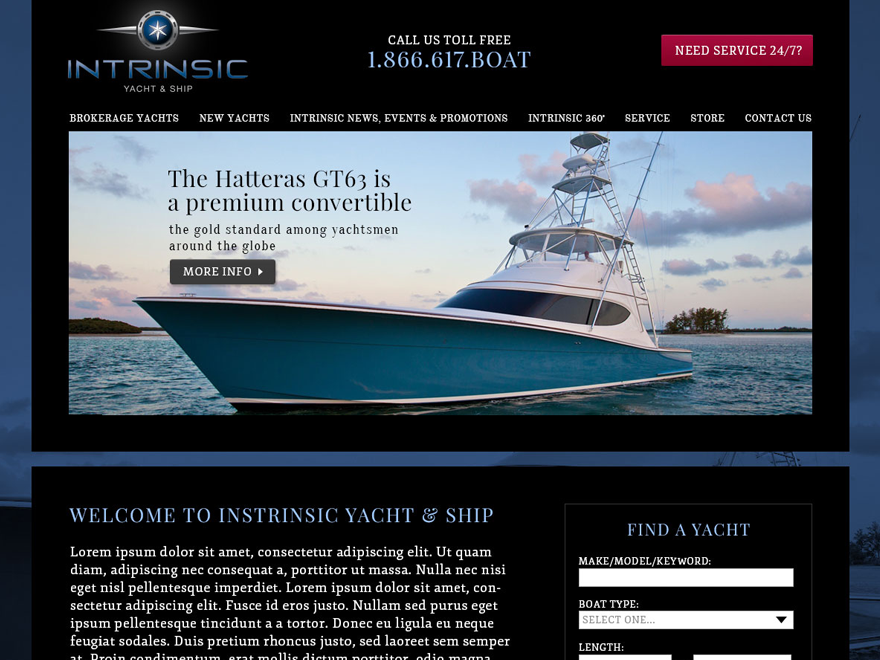 INTRINSIC
YACHT & SHIP
CALL US TOLL FREE
1.866.617.BOAT
NEED SERVICE 24/7?
BROKERAGE YACHTS NEW YACHTS INTRINSIC NEWS, EVENTS & PROMOTIONS INTRINSIC 360° SERVICE STORE CONTACT US
The Hatteras GT63 is
a premium convertible
the gold standard among yachtsmen
around the globe
MORE INFO
WELCOME TO INSTRINSIC YACHT & SHIP
Lorem ipsum dolor sit amet, consectetur adipiscing elit. Ut quam
diam, adipiscing nec consequat a, porttitor ut massa. Nulla nec nisi
eget nisl pellentesque imperdiet. Lorem ipsum dolor sit amet, con-
sectetur adipiscing elit. Fusce id eros justo. Nullam sed purus eget
ipsum pellentesque tincidunt a a tortor. Donec eu ligula eu neque
feugiat sodales. Duis pretium rhoncus justo, sed laoreet sem semper
at. Proin condimentum, erat mollis dictum porttitor, odio magna
FIND A YACHT
MAKE/MODEL/KEYWORD:
BOAT TYPE:
SELECT ONE...
LENGTH: